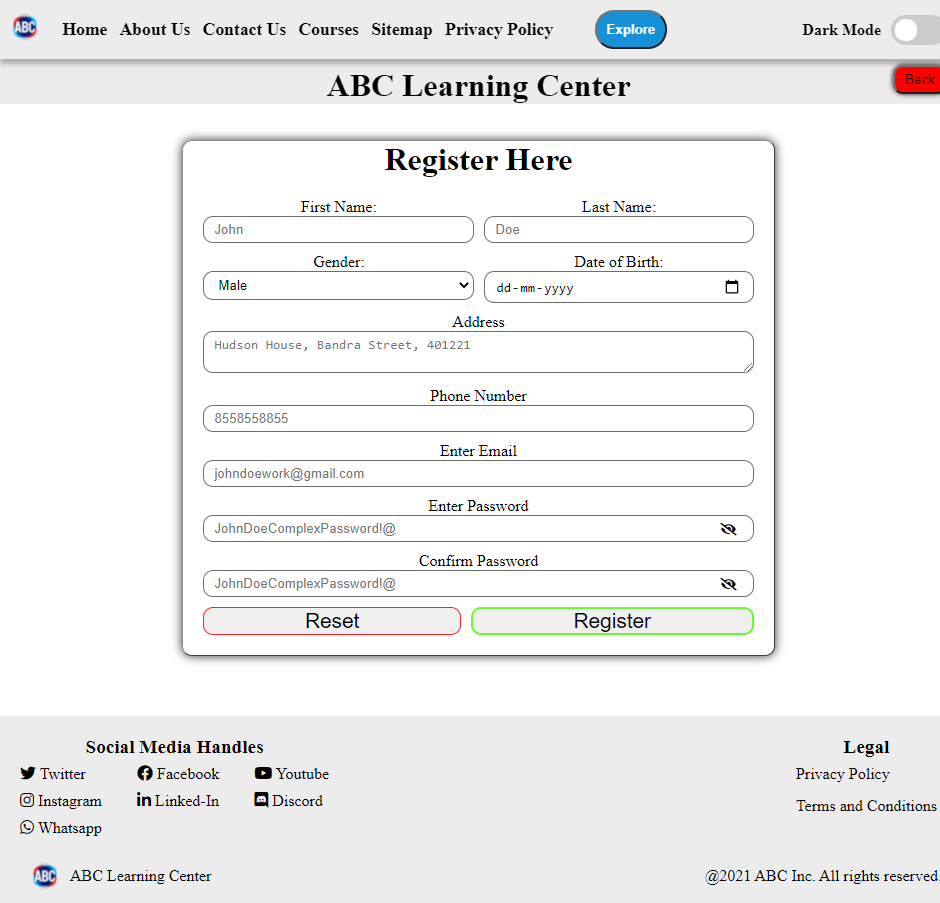 ABC Home About Us Contact Us Courses Sitemap Privacy Policy Explore Dark Mode
Back
ABC Learning Center
Register Here
First Name: Last Name:
John Doe
Gender: Date of Birth:
Male dd-mm-yyyy
Address
Hudson House, Bandra Street, 401221
Phone Number
8558558855
Enter Email
johndoework@gmail.com
Enter Password
JohnDoeComplexPassword!@
Confirm Password
JohnDoeComplexPassword!@
Reset Register
Social Media Handles Legal
Twitter Facebook Youtube Privacy Policy
Instagram Linked-In Discord Terms and Conditions
Whatsapp
ABC ABC Learning Center @2021 ABC Inc. All rights reserved.